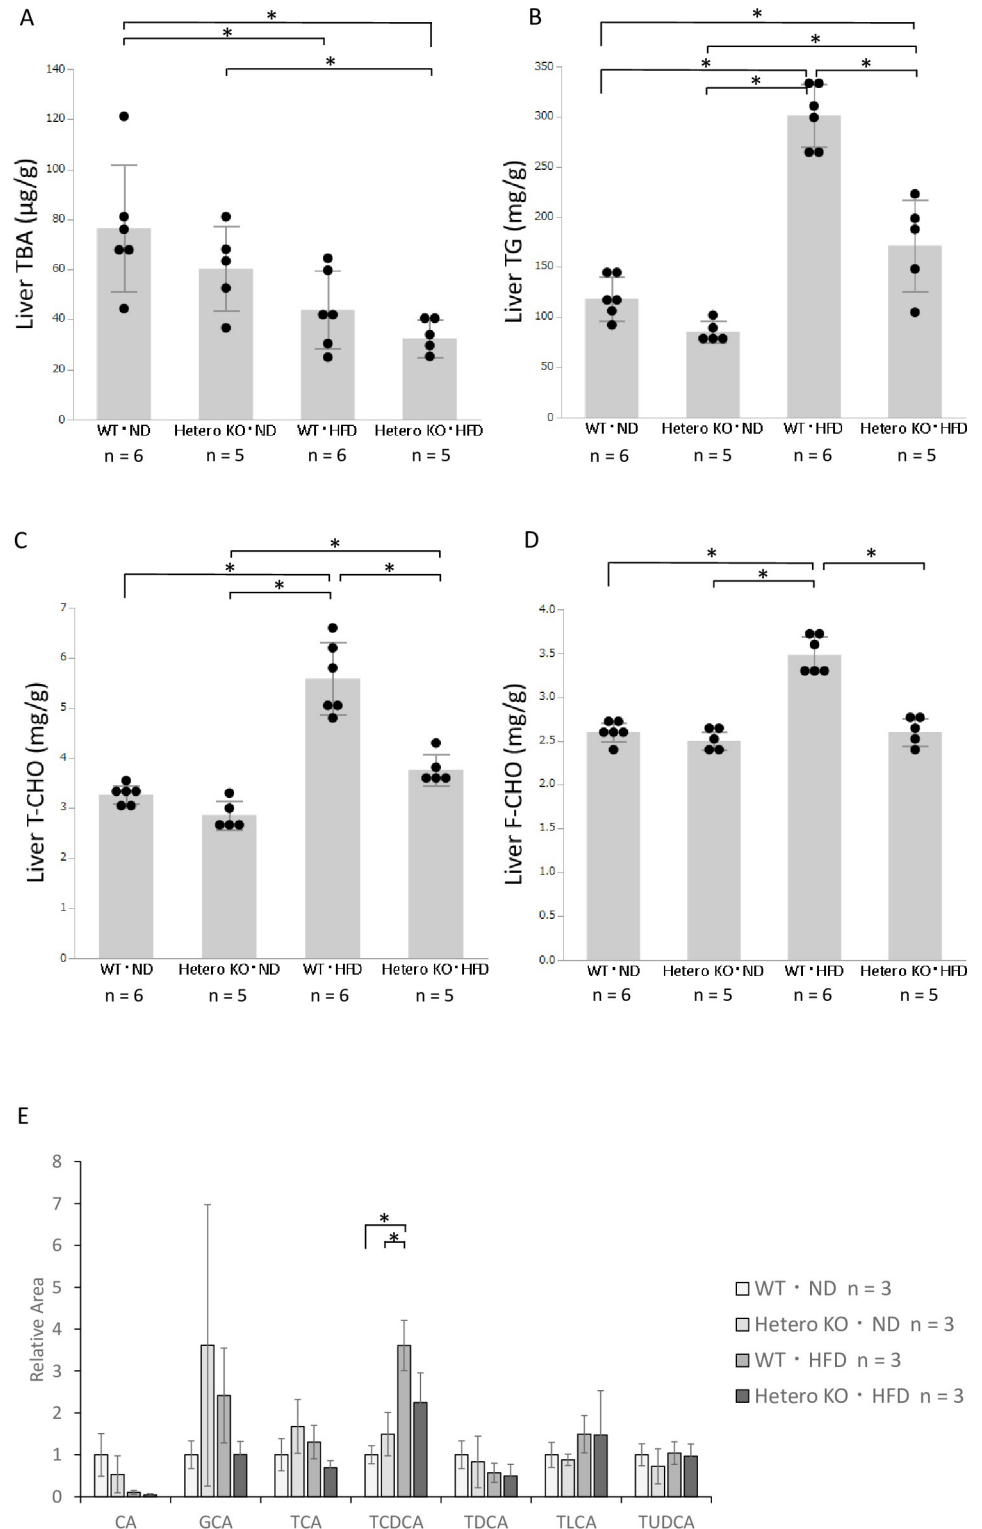 A
*
*
*
Liver TBA (µg/g)
140
120
100
80
60
40
20
0
WT・ND Hetero KO・ND WT・HFD Hetero KO・HFD
n = 6 n = 5 n = 6 n = 5
B
*
*
* *
*
Liver TG (mg/g)
350
300
250
200
150
100
50
0
WT・ND Hetero KO・ND WT・HFD Hetero KO・HFD
n = 6 n = 5 n = 6 n = 5
C
*
* *
*
Liver T-CHO (mg/g)
7
6
5
4
3
2
1
0
WT・ND Hetero KO・ND WT・HFD Hetero KO・HFD
n = 6 n = 5 n = 6 n = 5
D
* *
*
Liver F-CHO (mg/g)
4.0
3.5
3.0
2.5
2.0
1.5
1.0
0.5
0.0
WT・ND Hetero KO・ND WT・HFD Hetero KO・HFD
n = 6 n = 5 n = 6 n = 5
E
Relative Area
8
7
6
5
4
3
2
1
0
*
*
CA GCA TCA TCDCA TDCA TLCA TUDCA
WT・ND n = 3
Hetero KO・ND n = 3
WT・HFD n = 3
Hetero KO・HFD n = 3